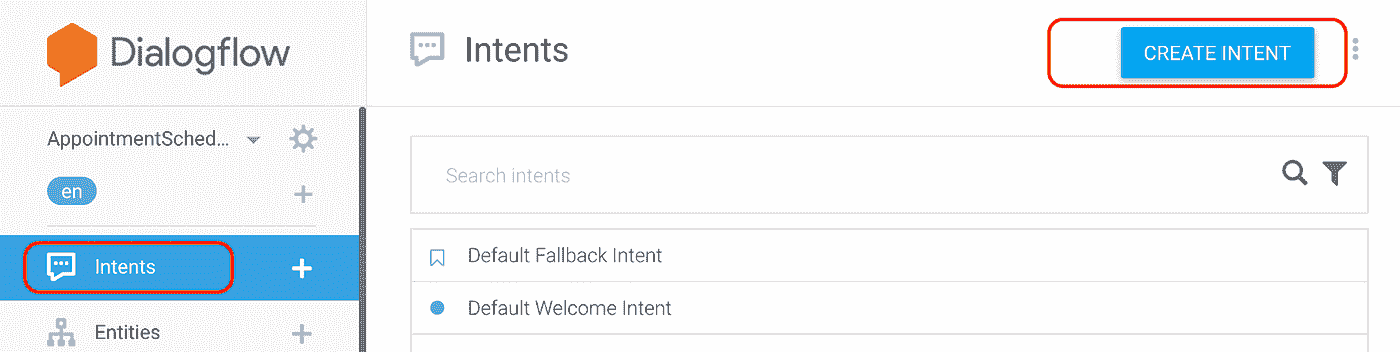 Dialogflow
Intents
CREATE INTENT
AppointmentSched...
en
Search intents
Intents
Default Fallback Intent
Default Welcome Intent
Entities